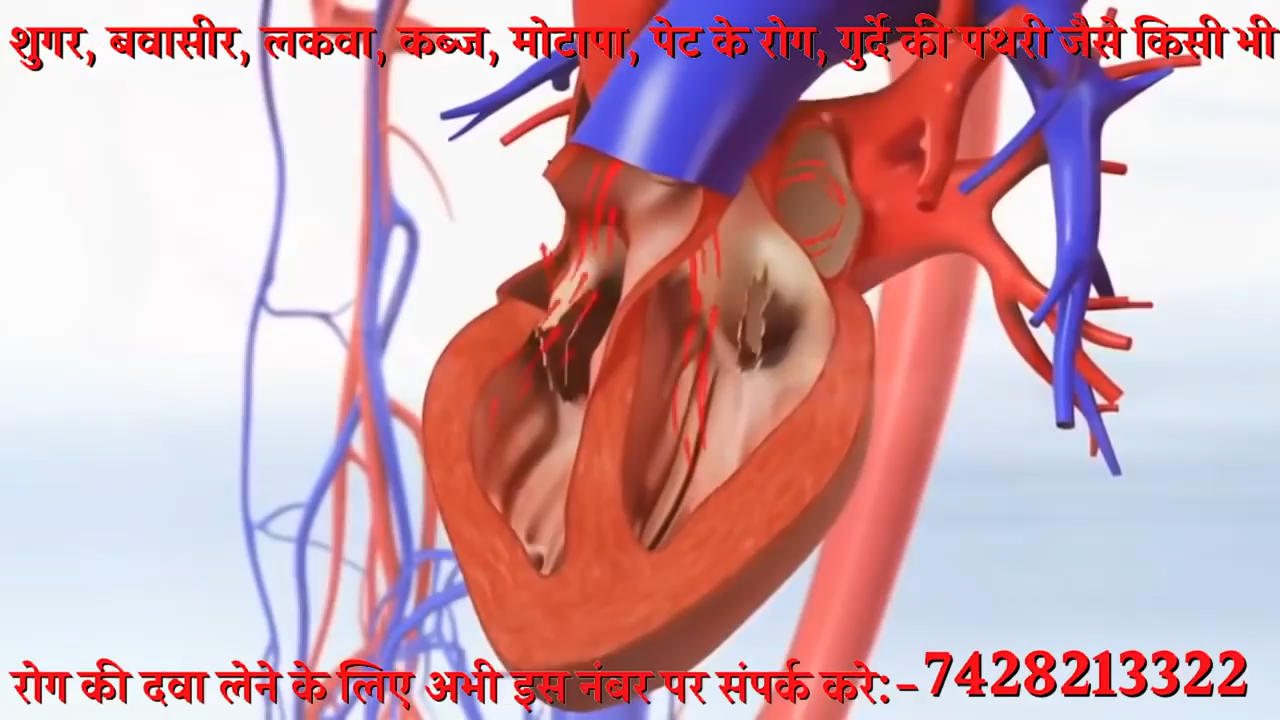 शुगर, बवासीर, लकवा, कब्ज, मोटापा, पेट के रोग, गुर्दे की पथरी जैसे किसी भी
रोग की दवा लेने के लिए अभी इस नंबर पर संपर्क करे:-7428213322